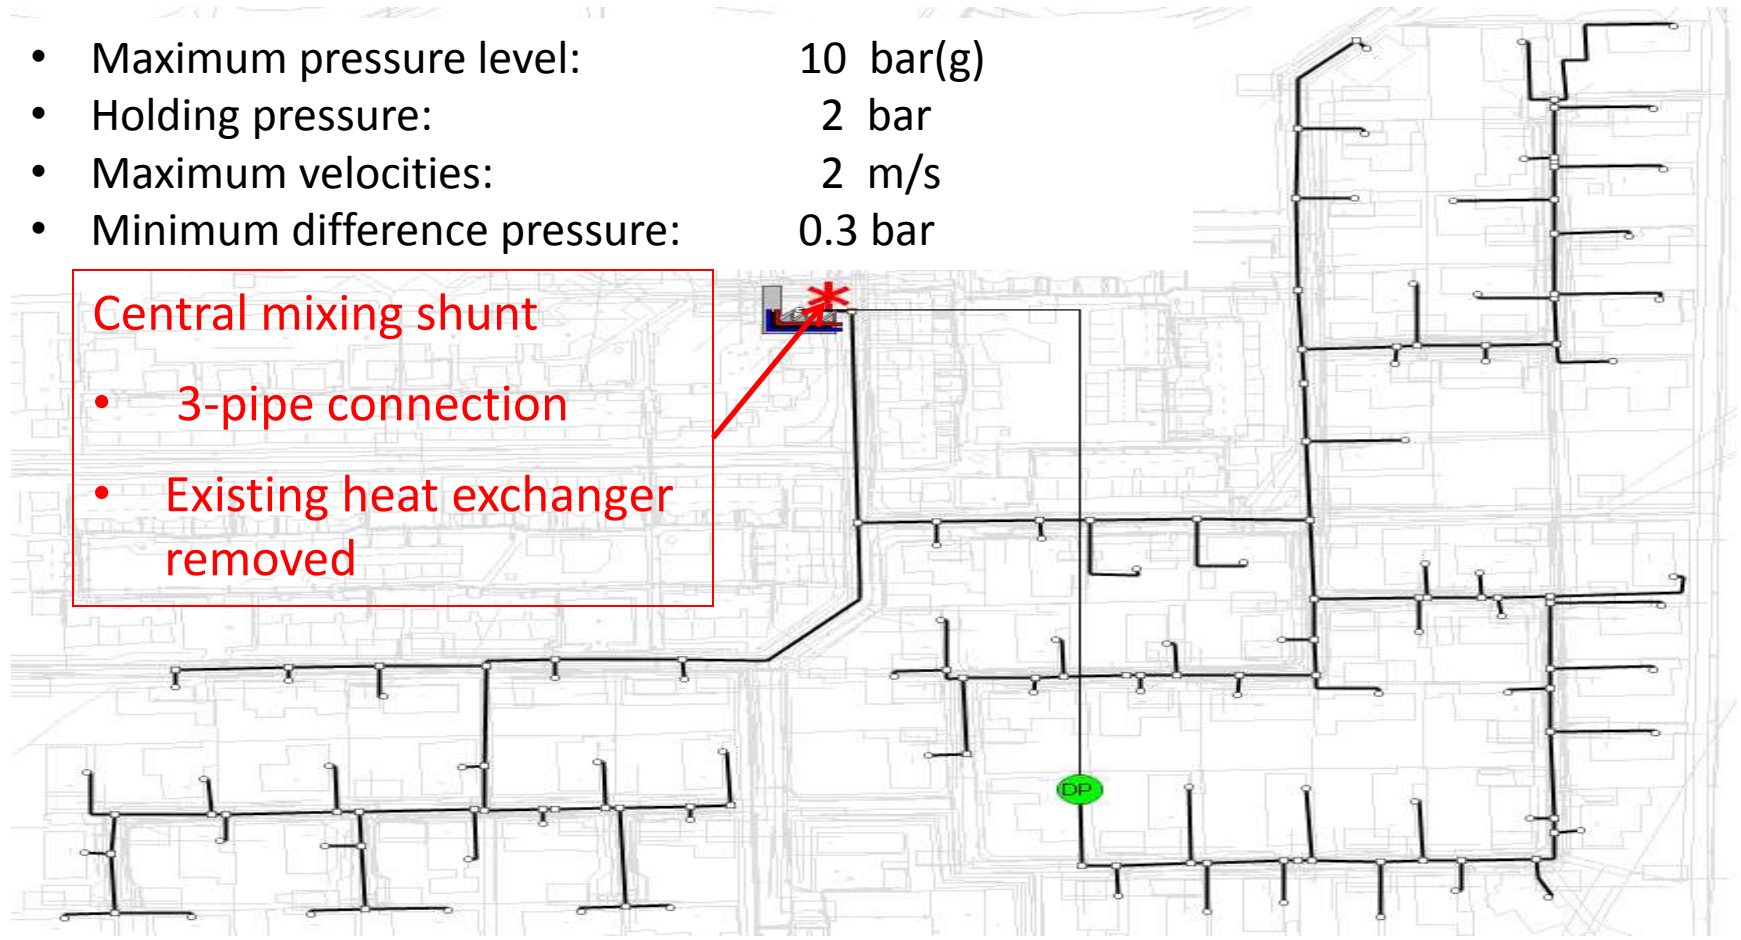 • Maximum pressure level: 10 bar(g)
• Holding pressure: 2 bar
• Maximum velocities: 2 m/s
• Minimum difference pressure: 0.3 bar
Central mixing shunt
• 3-pipe connection
• Existing heat exchanger
removed
DP